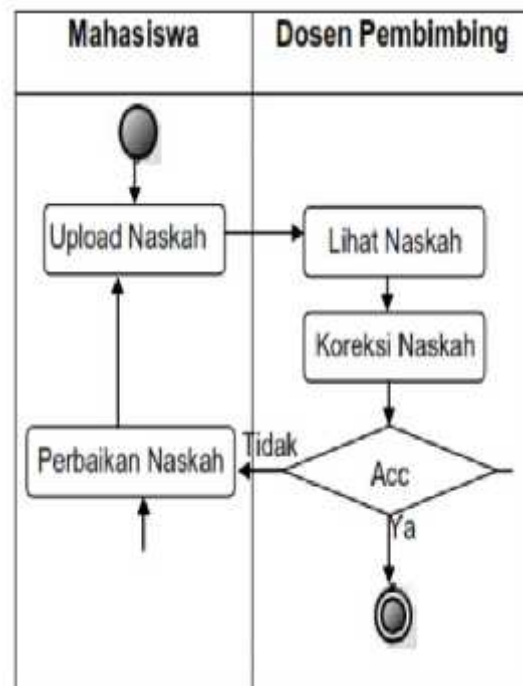 Mahasiswa
Dosen Pembimbing
Upload Naskah
Lihat Naskah
Koreksi Naskah
Perbaikan Naskah
Tidak
Acc
Ya